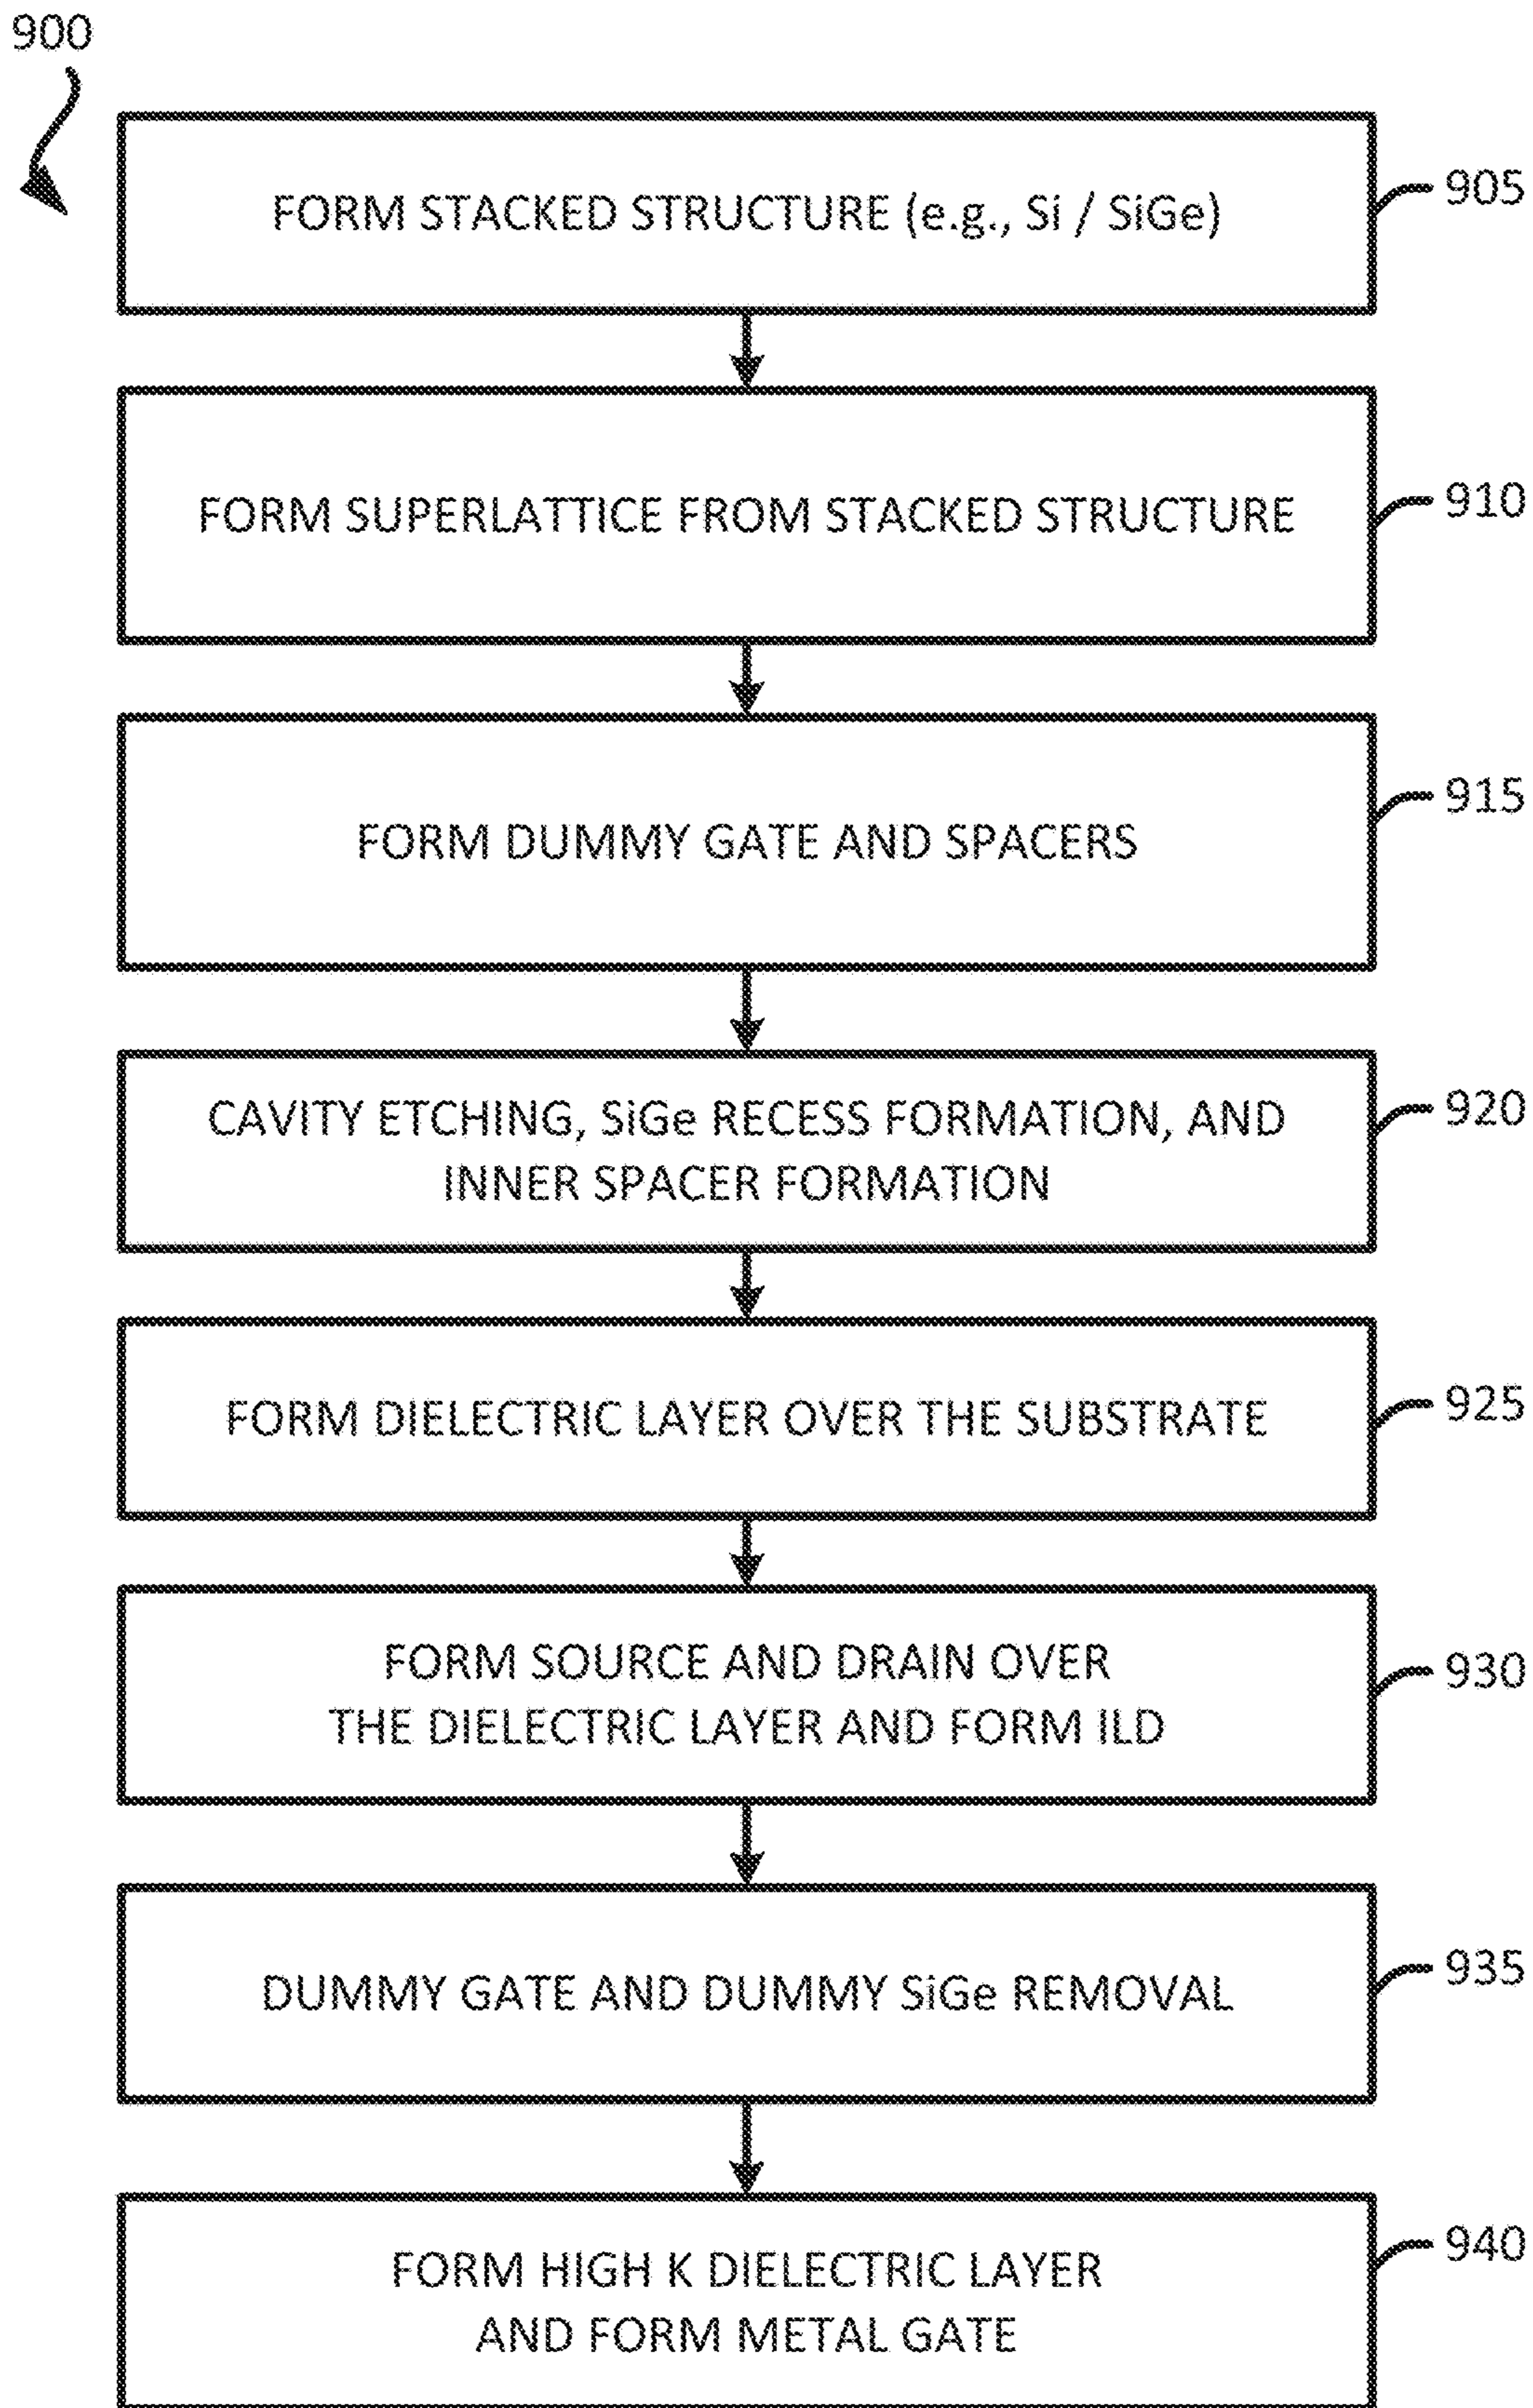 900
FORM STACKED STRUCTURE (e.g., Si / SiGe)
905
FORM SUPERLATTICE FROM STACKED STRUCTURE
910
FORM DUMMY GATE AND SPACERS
915
CAVITY ETCHING, SiGe RECESS FORMATION, AND
INNER SPACER FORMATION
920
FORM DIELECTRIC LAYER OVER THE SUBSTRATE
925
FORM SOURCE AND DRAIN OVER
THE DIELECTRIC LAYER AND FORM ILD
930
DUMMY GATE AND DUMMY SiGe REMOVAL
935
FORM HIGH K DIELECTRIC LAYER
AND FORM METAL GATE
940